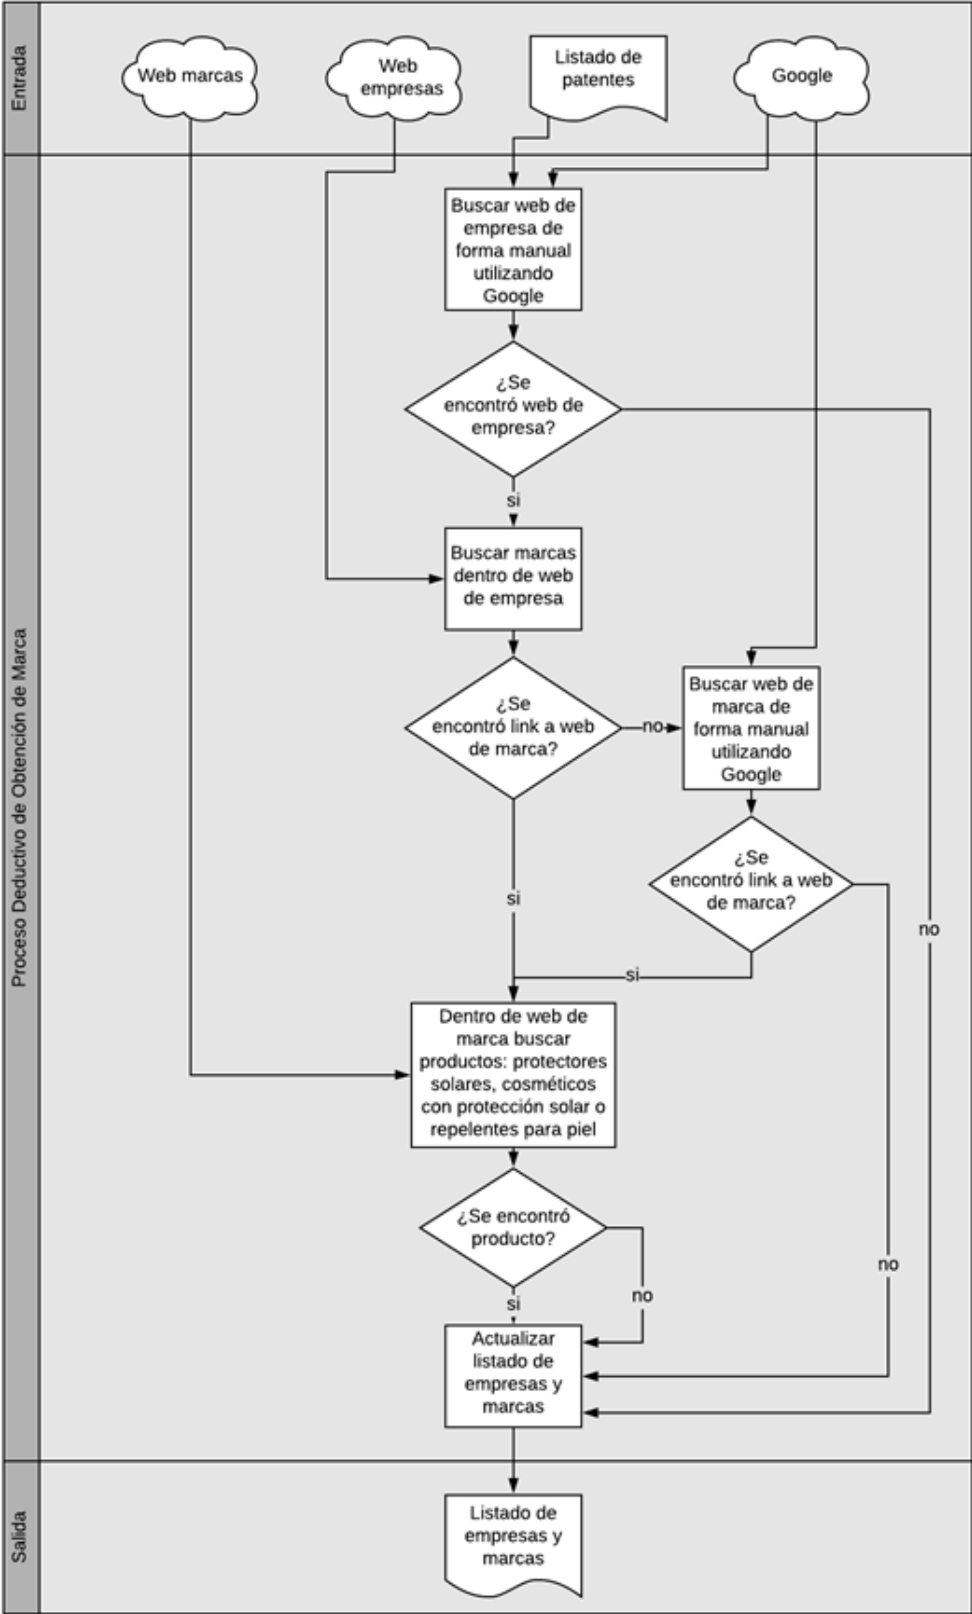 Entrada
Web marcas
Web
empresas
Listado de
patentes
Google
Proceso Deductivo de Obtención de Marca
Buscar web de
empresa de
forma manual
utilizando
Google
¿Se
encontró web de
empresa?
si
Buscar marcas
dentro de web
de empresa
¿Se
encontró link a web
de marca?
no
Buscar web de
marca de
forma manual
utilizando
Google
¿Se
encontró link a web
de marca?
si
no
si
Dentro de web de
marca buscar
productos: protectores
solares, cosméticos
con protección solar o
repelentes para piel
¿Se encontró
producto?
no
no
si
Actualizar
listado de
empresas y
marcas
Salida
Listado de
empresas y
marcas